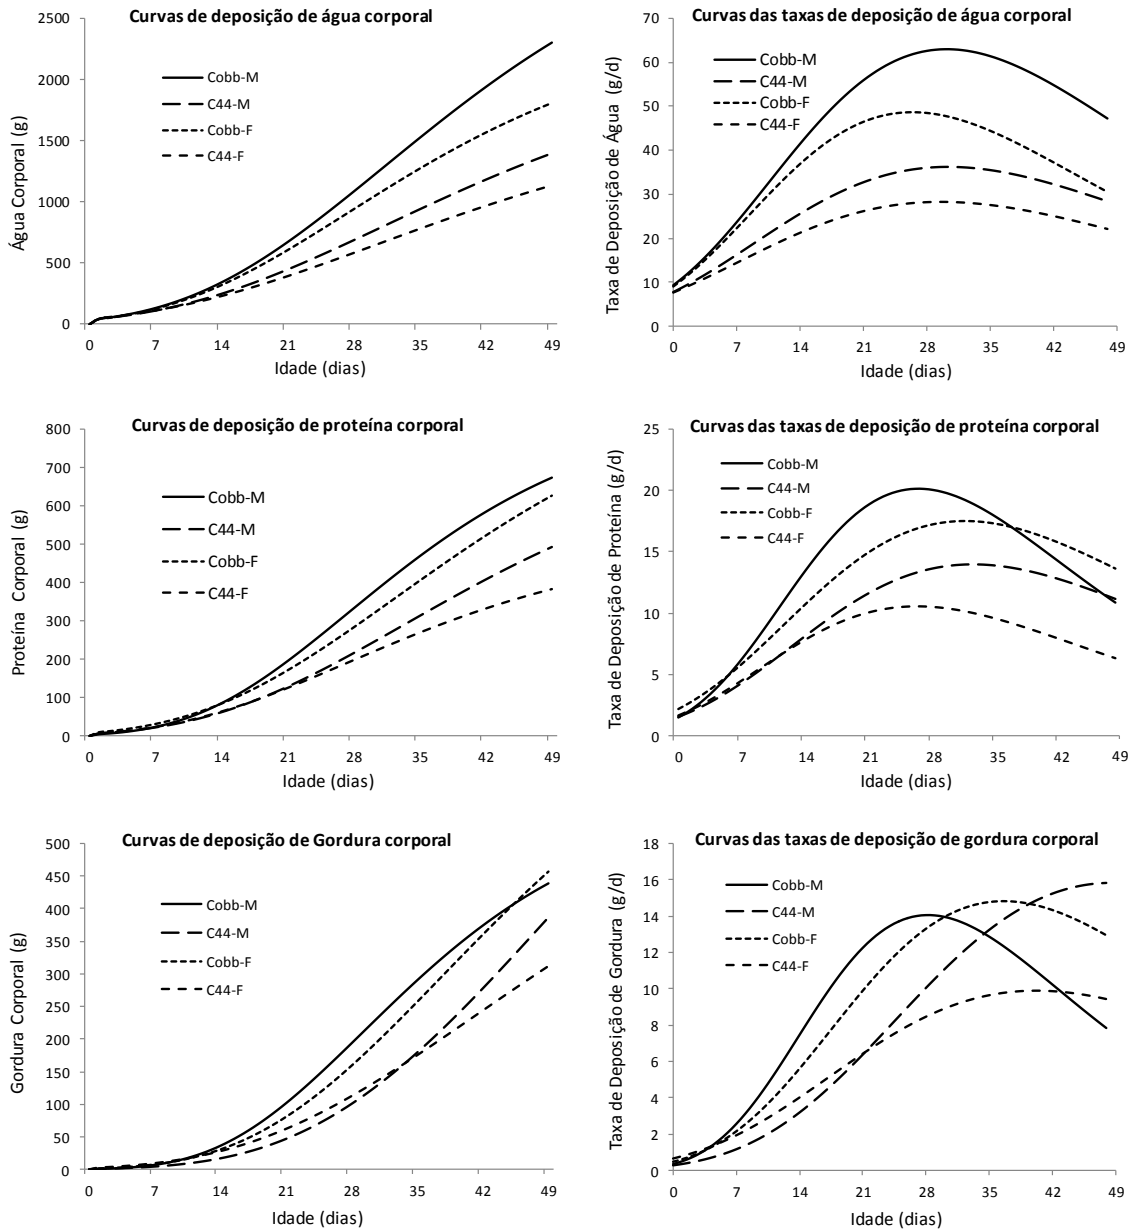 Curvas de deposição de água corporal
Água Corporal (g)
2500
2000
1500
1000
500
0
Cobb-M
C44-M
Cobb-F
C44-F
0 7 14 21 28 35 42 49
Idade (dias)
Curvas das taxas de deposição de água corporal
Taxa de Deposição de Água (g/d)
70
60
50
40
30
20
10
0
Cobb-M
C44-M
Cobb-F
C44-F
0 7 14 21 28 35 42 49
Idade (dias)
Curvas de deposição de proteína corporal
Proteína Corporal (g)
800
700
600
500
400
300
200
100
0
Cobb-M
C44-M
Cobb-F
C44-F
0 7 14 21 28 35 42 49
Idade (dias)
Curvas das taxas de deposição de proteína corporal
Taxa de Deposição de Proteína (g/d)
25
20
15
10
5
0
Cobb-M
C44-M
Cobb-F
C44-F
0 7 14 21 28 35 42 49
Idade (dias)
Curvas de deposição de Gordura corporal
Gordura Corporal (g)
500
450
400
350
300
250
200
150
100
50
0
Cobb-M
C44-M
Cobb-F
C44-F
0 7 14 21 28 35 42 49
Idade (dias)
Curvas das taxas de deposição de gordura corporal
Taxa de Deposição de Gordura (g/d)
18
16
14
12
10
8
6
4
2
0
Cobb-M
C44-M
Cobb-F
C44-F
0 7 14 21 28 35 42 49
Idade (dias)